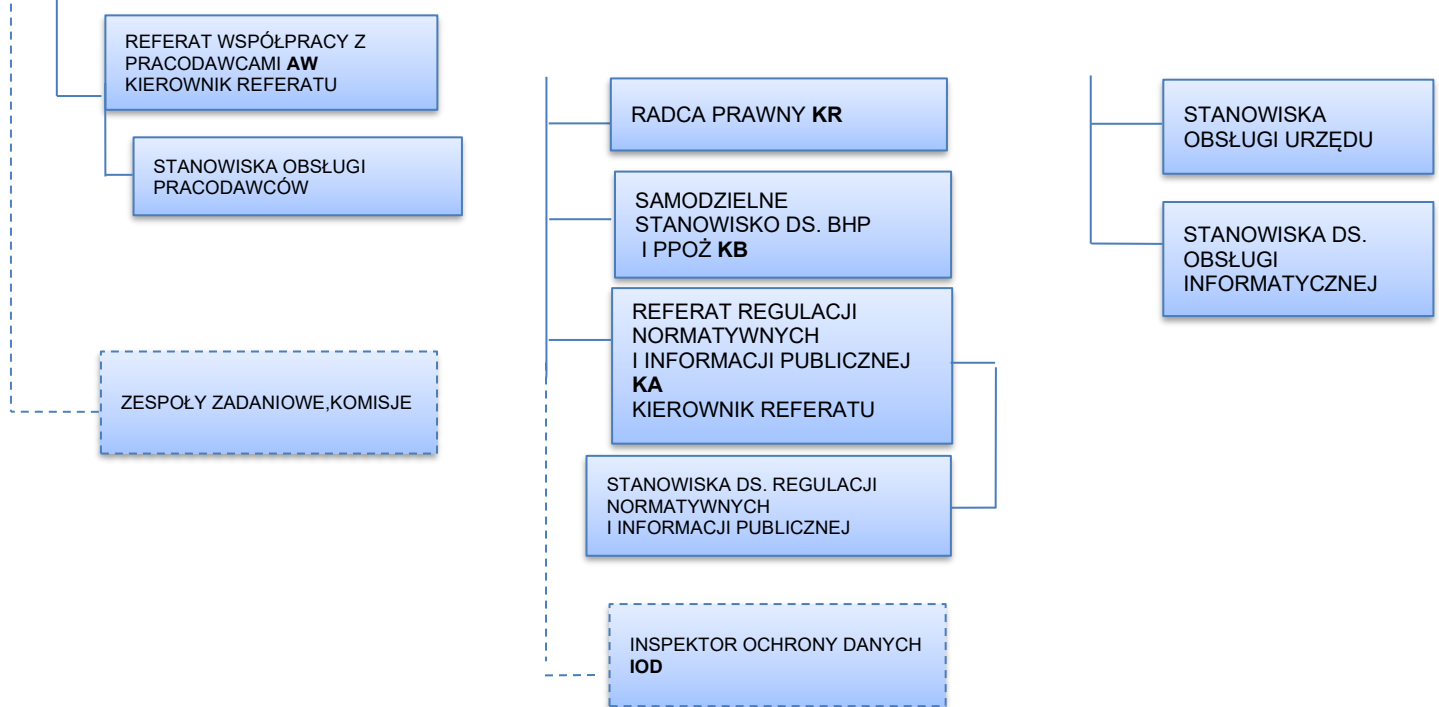 REFERAT WSPÓŁPRACY Z
PRACODAWCAMI AW
KIEROWNIK REFERATU
STANOWISKA OBSŁUGI
PRACODAWCÓW
ZESPOŁY ZADANIOWE,KOMISJE
RADCA PRAWNY KR
SAMODZIELNE
STANOWISKO DS. BHP
I PPOŻ KB
REFERAT REGULACJI
NORMATYWNYCH
I INFORMACJI PUBLICZNEJ
KA
KIEROWNIK REFERATU
STANOWISKA DS. REGULACJI
NORMATYWNYCH
I INFORMACJI PUBLICZNEJ
INSPEKTOR OCHRONY DANYCH
IOD
STANOWISKA
OBSŁUGI URZĘDU
STANOWISKA DS.
OBSŁUGI
INFORMATYCZNEJ